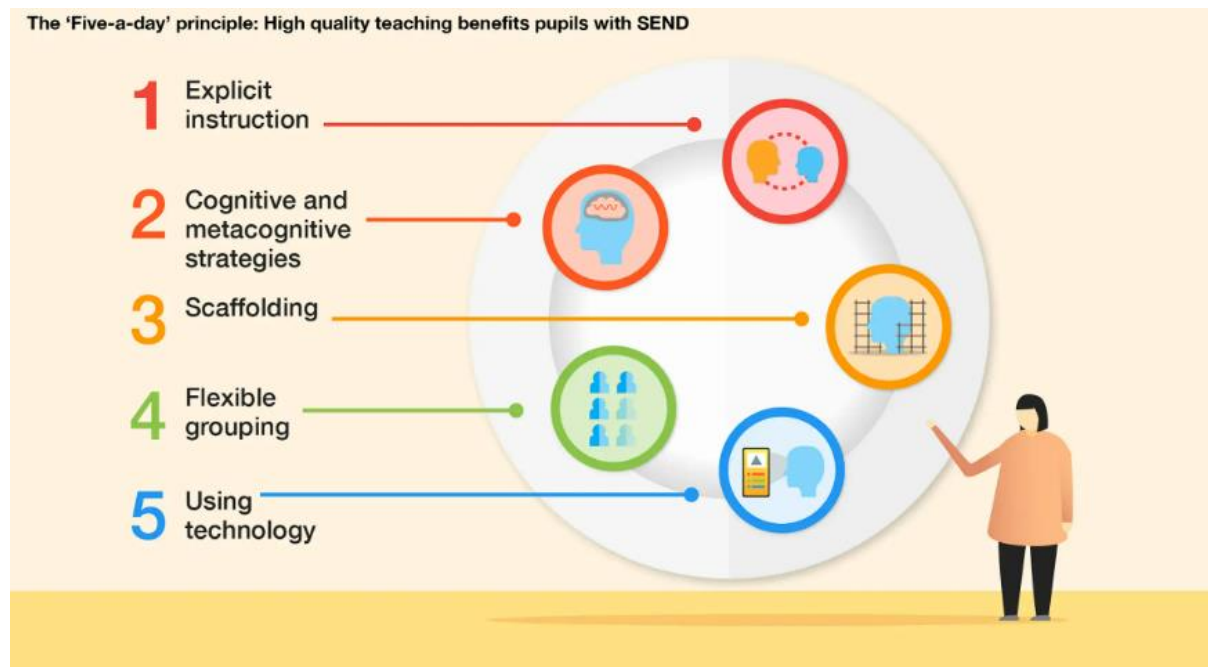 The ‘Five-a-day’ principle: High quality teaching benefits pupils with SEND
1 Explicit
instruction
2 Cognitive and
metacognitive
strategies
3 Scaffolding
4 Flexible
grouping
5 Using
technology